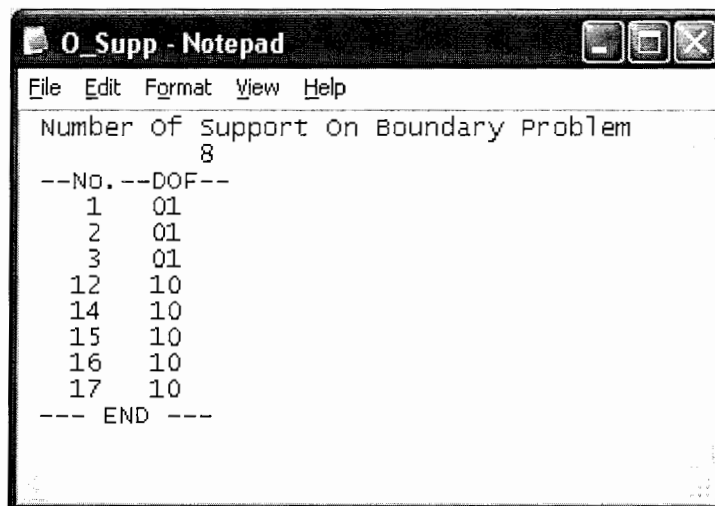 O_Supp - Notepad
File Edit Format View Help
Number Of Support On Boundary Problem
8
--No.--DOF--
1 01
2 01
3 01
12 10
14 10
15 10
16 10
17 10
--- END ---